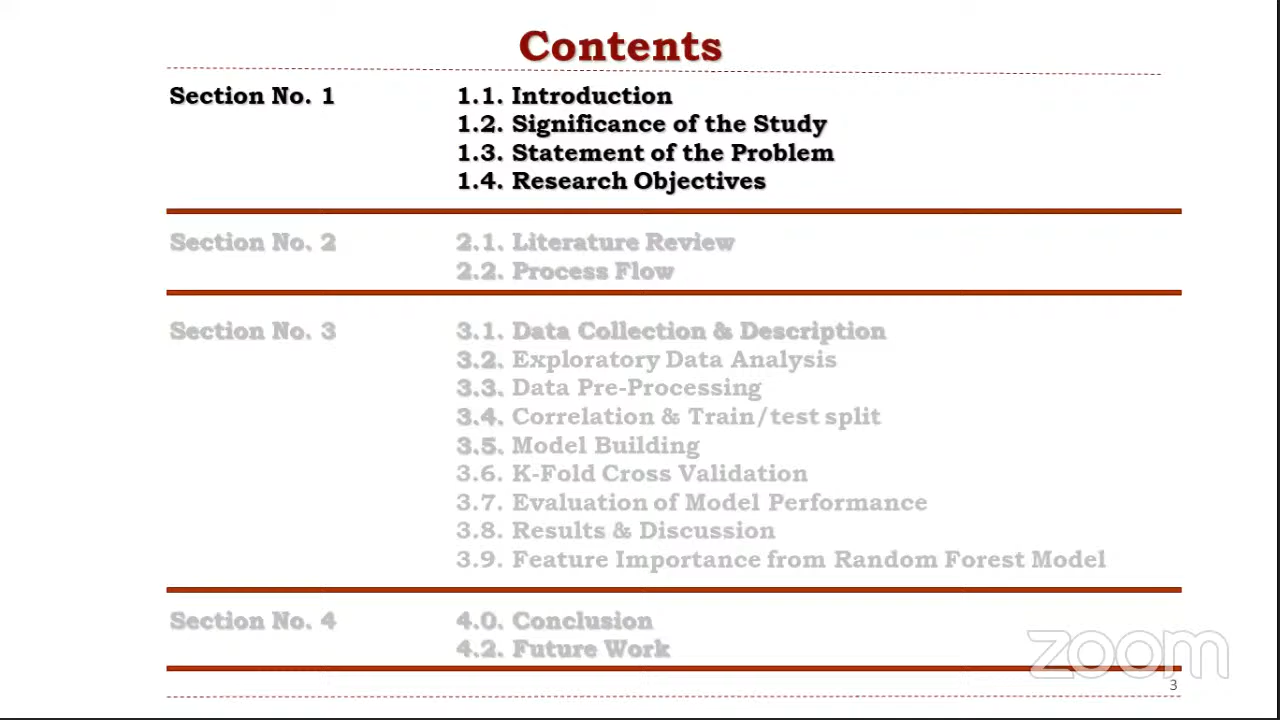 Contents
Section No. 1 1.1. Introduction
1.2. Significance of the Study
1.3. Statement of the Problem
1.4. Research Objectives
Section No. 2 2.1. Literature Review
2.2. Process Flow
Section No. 3 3.1. Data Collection & Description
3.2. Exploratory Data Analysis
3.3. Data Pre-Processing
3.4. Correlation & Train/test split
3.5. Model Building
3.6. K-Fold Cross Validation
3.7. Evaluation of Model Performance
3.8. Results & Discussion
3.9. Feature Importance from Random Forest Model
Section No. 4 4.0. Conclusion
4.2. Future Work
zoom
3